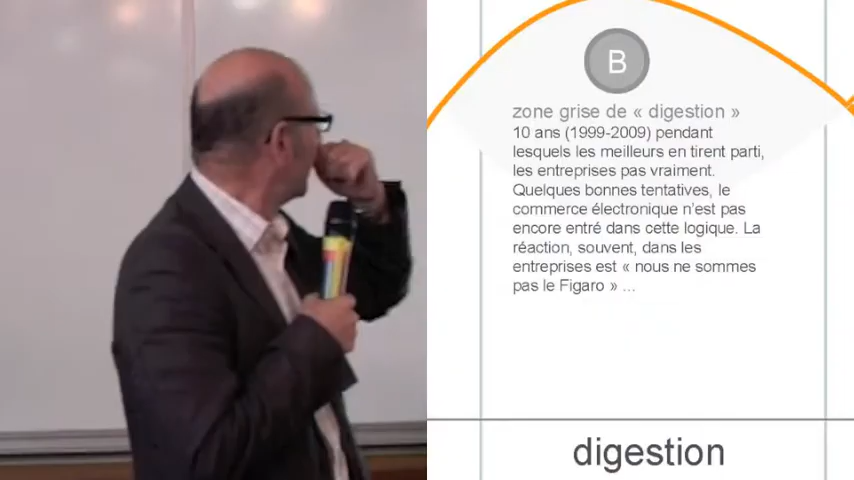 B
zone grise de « digestion »
10 ans (1999-2009) pendant
lesquels les meilleurs en tirent parti,
les entreprises pas vraiment.
Quelques bonnes tentatives, le
commerce électronique n'est pas
encore entré dans cette logique. La
réaction, souvent, dans les
entreprises est « nous ne sommes
pas le Figaro » ...
digestion